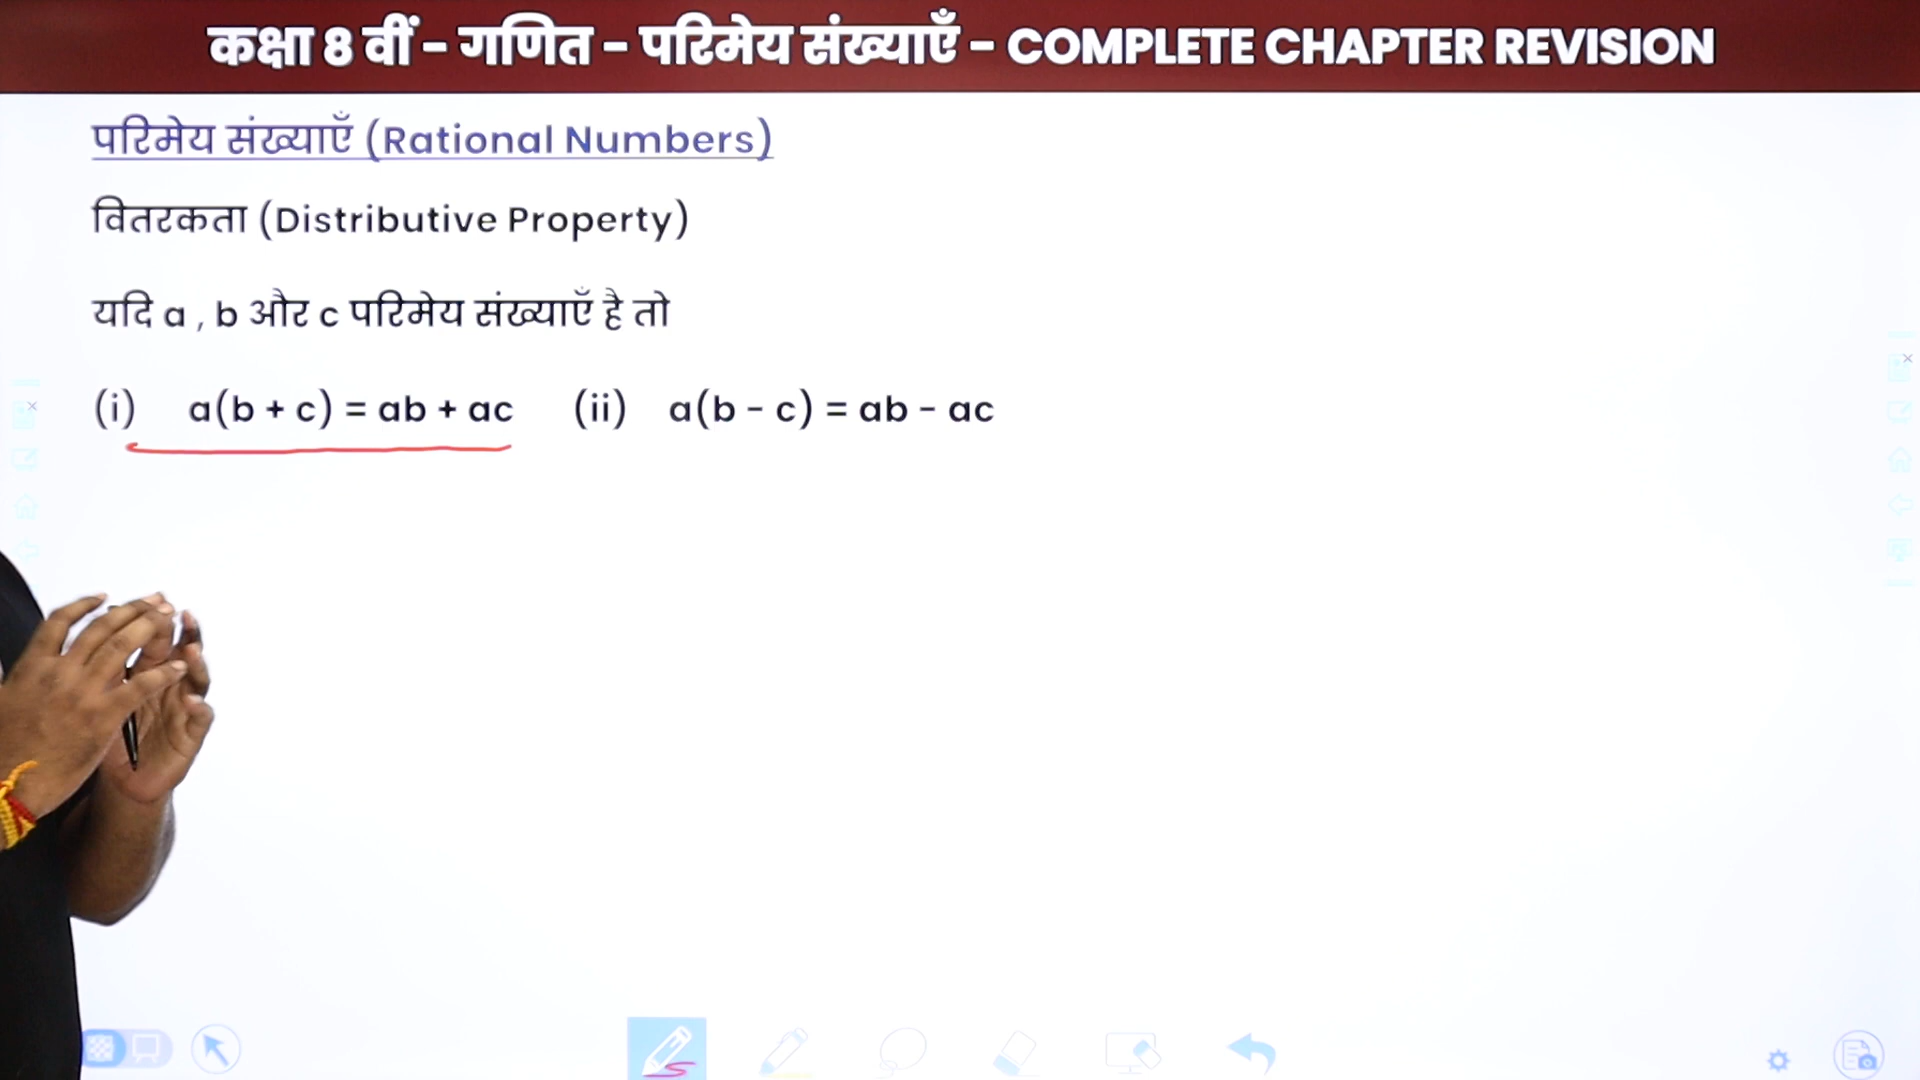 कक्षा 8 वीं - गणित - परिमेय संख्याएँ - COMPLETE CHAPTER REVISION
परिमेय संख्याएँ (Rational Numbers)
वितरकता (Distributive Property)
यदि a , b और c परिमेय संख्याएँ है तो
(i) a(b + c) = ab + ac (ii) a(b - c) = ab - ac